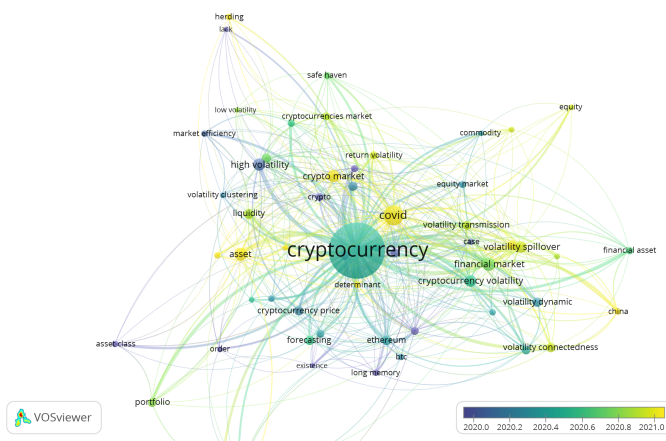 herding
lack
safe haven
equity
low volatility
cryptocurrencies market
market efficiency
commodity
return volatility
high volatility
crypto market
equity market
volatility clustering
crypto
covid
liquidity
volatility transmission
case
volatility spillover
cryptocurrency
asset
financial asset
financial market
determinant
cryptocurrency volatility
volatility dynamic
cryptocurrency price
china
asset class
order
forecasting
ethereum
volatility connectedness
btc
existence
long memory
portfolio
VOSviewer
2020.0 2020.2 2020.4 2020.6 2020.8 2021.0